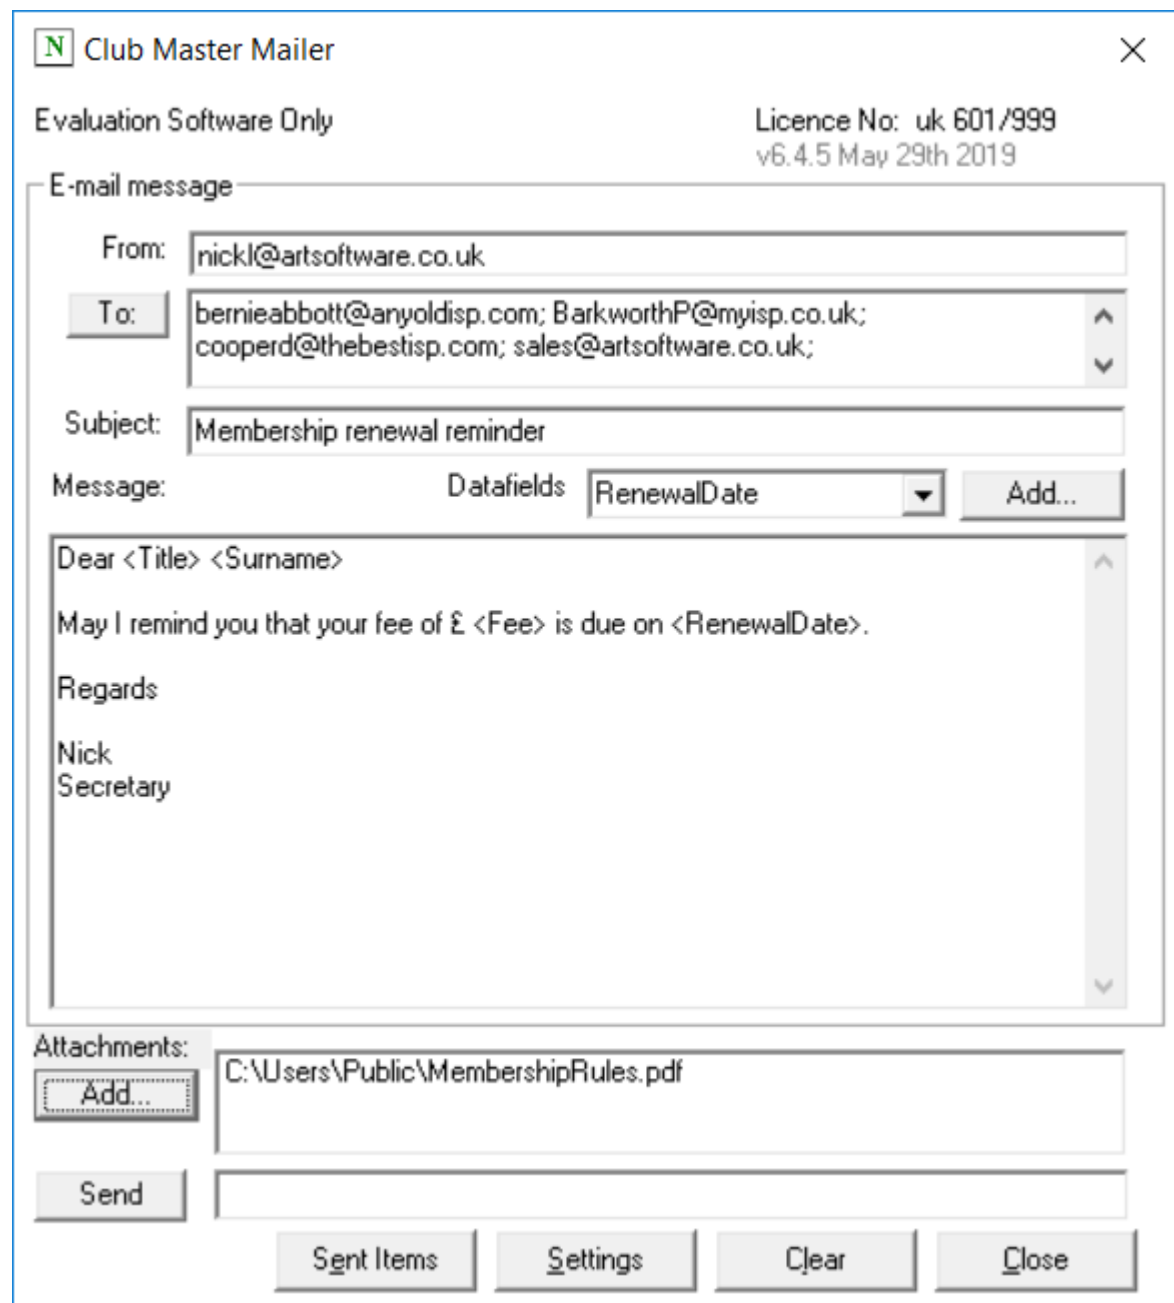 N Club Master Mailer
Evaluation Software Only
Licence No: uk 601/999
v6.4.5 May 29th 2019
E-mail message
From: nickl@artsoftware.co.uk
To: bernieabbott@anyoldisp.com; BarkworthP@myisp.co.uk;
cooperd@thebestisp.com; sales@artsoftware.co.uk;
Subject: Membership renewal reminder
Message: Datafields RenewalDate Add...
Dear <Title> <Surname>
May I remind you that your fee of £ <Fee> is due on <RenewalDate>.
Regards
Nick
Secretary
Attachments:
Add... C:\Users\Public\MembershipRules.pdf
Send
Sent Items Settings Clear Close